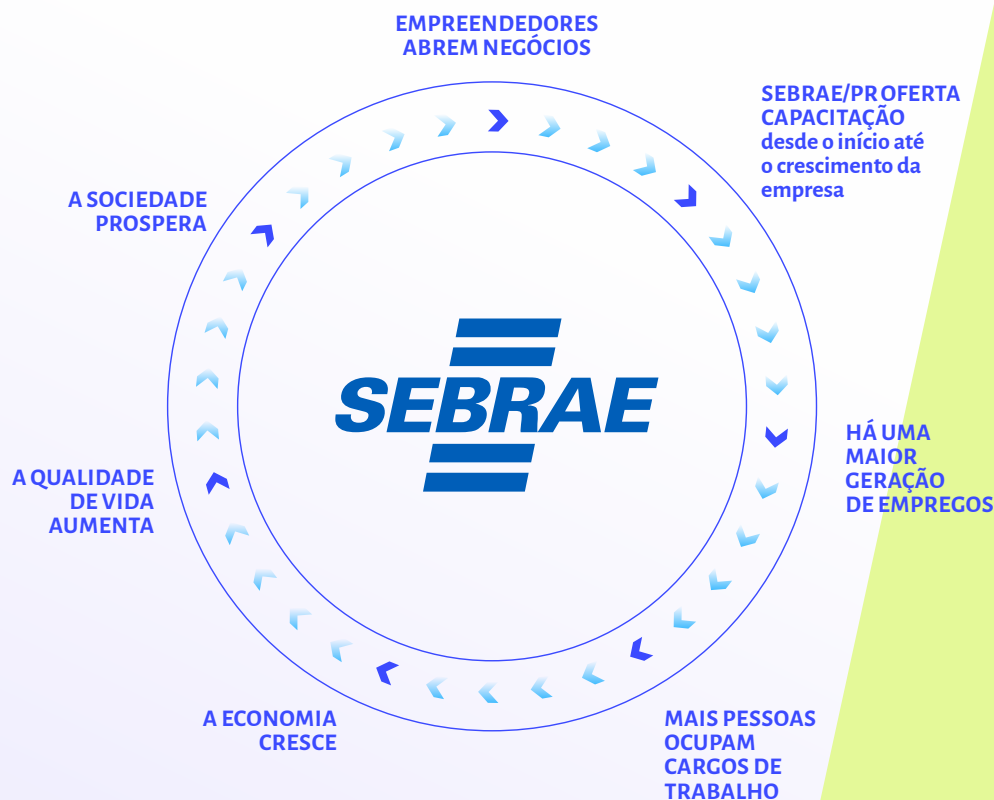 EMPREENDEDORES
ABREM NEGÓCIOS
SEBRAE/PR OFERTA
CAPACITAÇÃO
desde o início até
o crescimento da
empresa
HÁ UMA
MAIOR
GERAÇÃO
DE EMPREGOS
MAIS PESSOAS
OCUPAM
CARGOS DE
TRABALHO
A ECONOMIA
CRESCE
A QUALIDADE
DE VIDA
AUMENTA
A SOCIEDADE
PROSPERA
SEBRAE